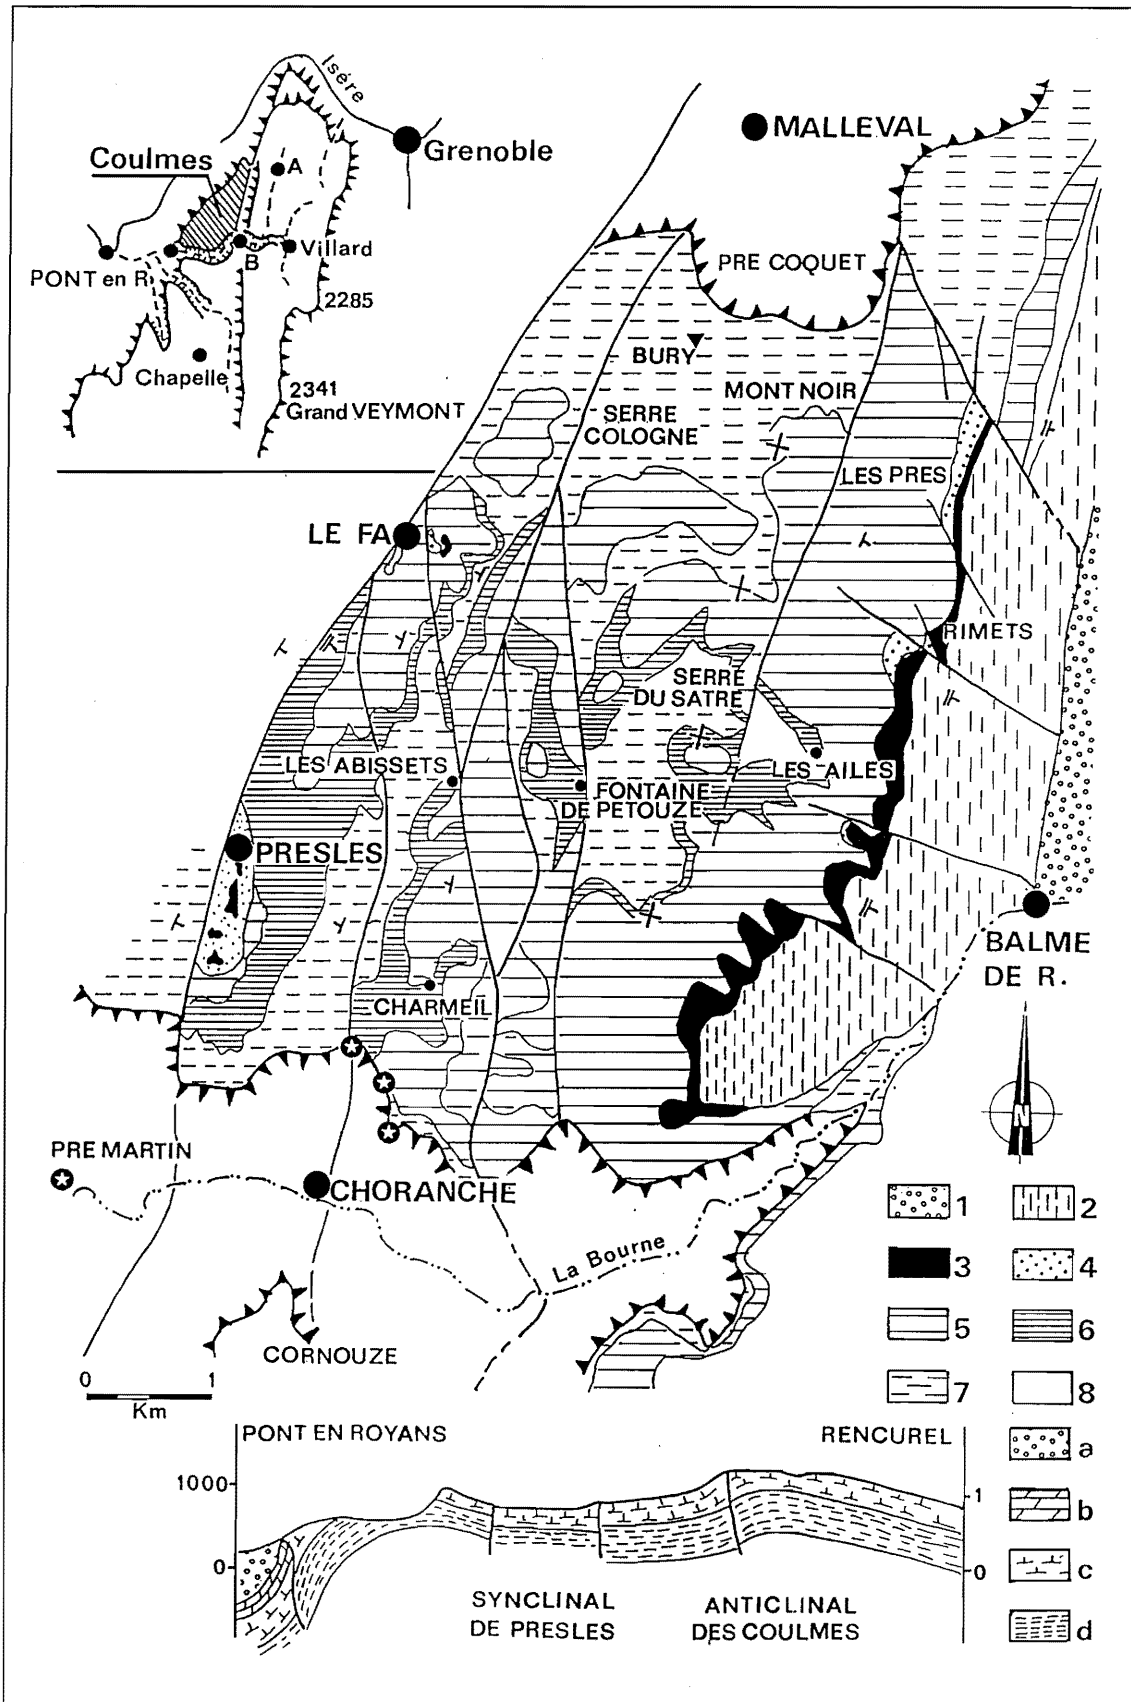 Isére
Grenoble
Coulmes
A
Villard
B
PONT en R.
2285
Chapelle
2341
Grand VEYMONT
MALLEVAL
PRE COQUET
BURY
MONT NOIR
SERRE
COLOGNE
LES PRES
LE FA
RIMETS
SERRE
DU SATRE
LES ABISSETS
LES AILES
FONTAINE
DE PETOUZE
PRESLES
BALME
DE R.
CHARMEIL
N
PRE MARTIN
CHORANCHE
La Bourne
CORNOUZE
0 1
Km
1 2
3 4
5 6
7 8
a
b
c
d
PONT EN ROYANS
RENCUREL
1000
0
1
0
SYNCLINAL
DE PRESLES
ANTICLINAL
DES COULMES